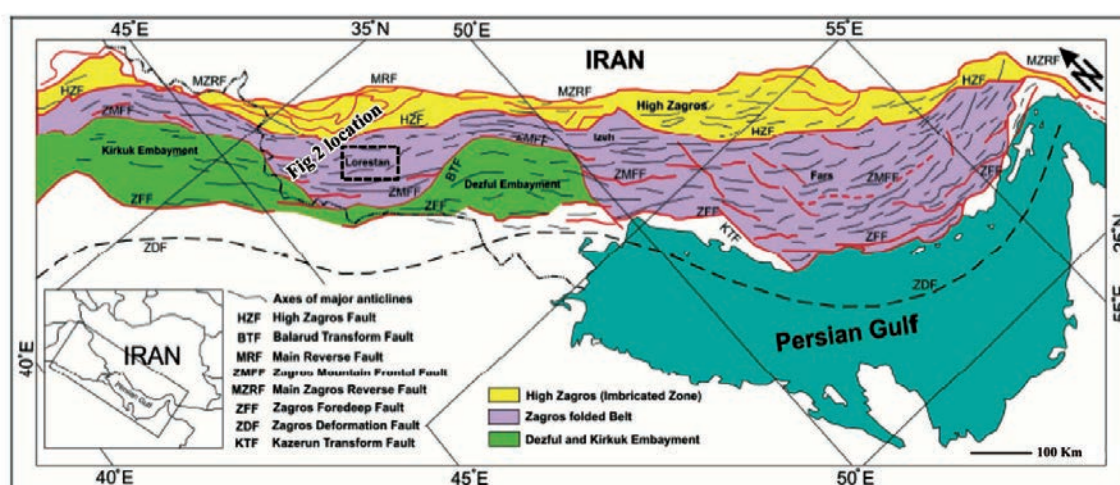 45°E
35°N
50°E
55°E
IRAN
N
MZRF
MRF
MZRF
MZRF
HZF
HZF
HZF
HZF
High Zagros
ZMFF
ZMFF
Izeh
Fig 2 location
Kirkuk Embayment
Lorestan
BTF
Dezful Embayment
ZMFF
ZMFF
Fars
ZMFF
ZFF
ZFF
ZFF
ZFF
ZFF
ZFF
KTF
25°N
ZDF
ZDF
55°E
Persian Gulf
40°E
IRAN
Persian Gulf
Axes of major anticlines
HZF High Zagros Fault
BTF Balarud Transform Fault
MRF Main Reverse Fault
ZMFF Zagros Mountain Frontal Fault
MZRF Main Zagros Reverse Fault
ZFF Zagros Foredeep Fault
ZDF Zagros Deformation Fault
KTF Kazerun Transform Fault
High Zagros (Imbricated Zone)
Zagros folded Belt
Dezful and Kirkuk Embayment
100 Km
40°E
45°E
50°E